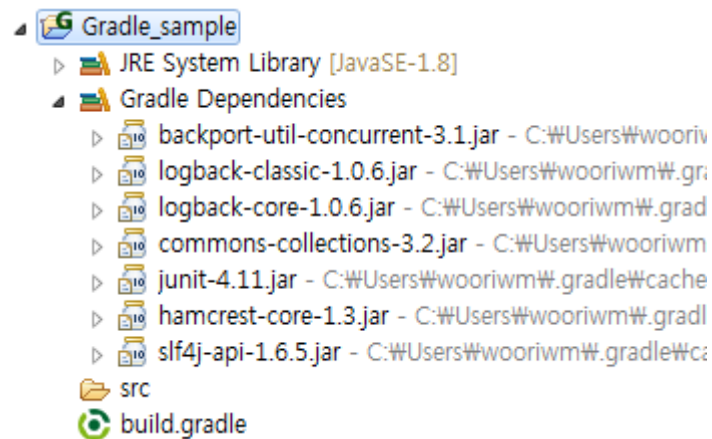 Gradle_sample
JRE System Library [JavaSE-1.8]
Gradle Dependencies
backport-util-concurrent-3.1.jar - C:₩Users₩wooriw
logback-classic-1.0.6.jar - C:₩Users₩wooriwm₩.gra
logback-core-1.0.6.jar - C:₩Users₩wooriwm₩.gradl
commons-collections-3.2.jar - C:₩Users₩wooriwm
junit-4.11.jar - C:₩Users₩wooriwm₩.gradle₩cache
hamcrest-core-1.3.jar - C:₩Users₩wooriwm₩.gradl
slf4j-api-1.6.5.jar - C:₩Users₩wooriwm₩.gradle₩ca
src
build.gradle